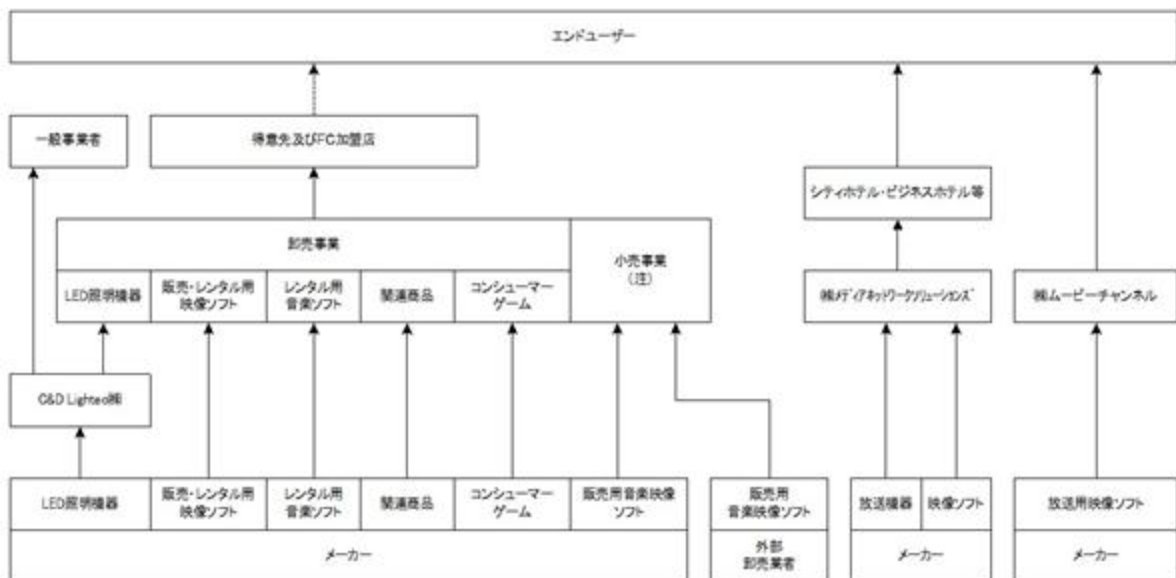 エンドユーザー
一般事業者
得意先及びFC加盟店
シティホテル・ビジネスホテル等
卸売事業
小売事業
(注)
LED照明機器
販売・レンタル用
映像ソフト
レンタル用
音楽ソフト
関連商品
コンシューマー
ゲーム
㈱メディアネットワークソリューションズ
㈱ムービーチャンネル
C&D Lighteo㈱
LED照明機器
販売・レンタル用
映像ソフト
レンタル用
音楽ソフト
関連商品
コンシューマー
ゲーム
販売用音楽映像
ソフト
販売用
音楽映像ソフト
放送機器
映像ソフト
放送用映像ソフト
メーカー
外部
卸売業者
メーカー
メーカー